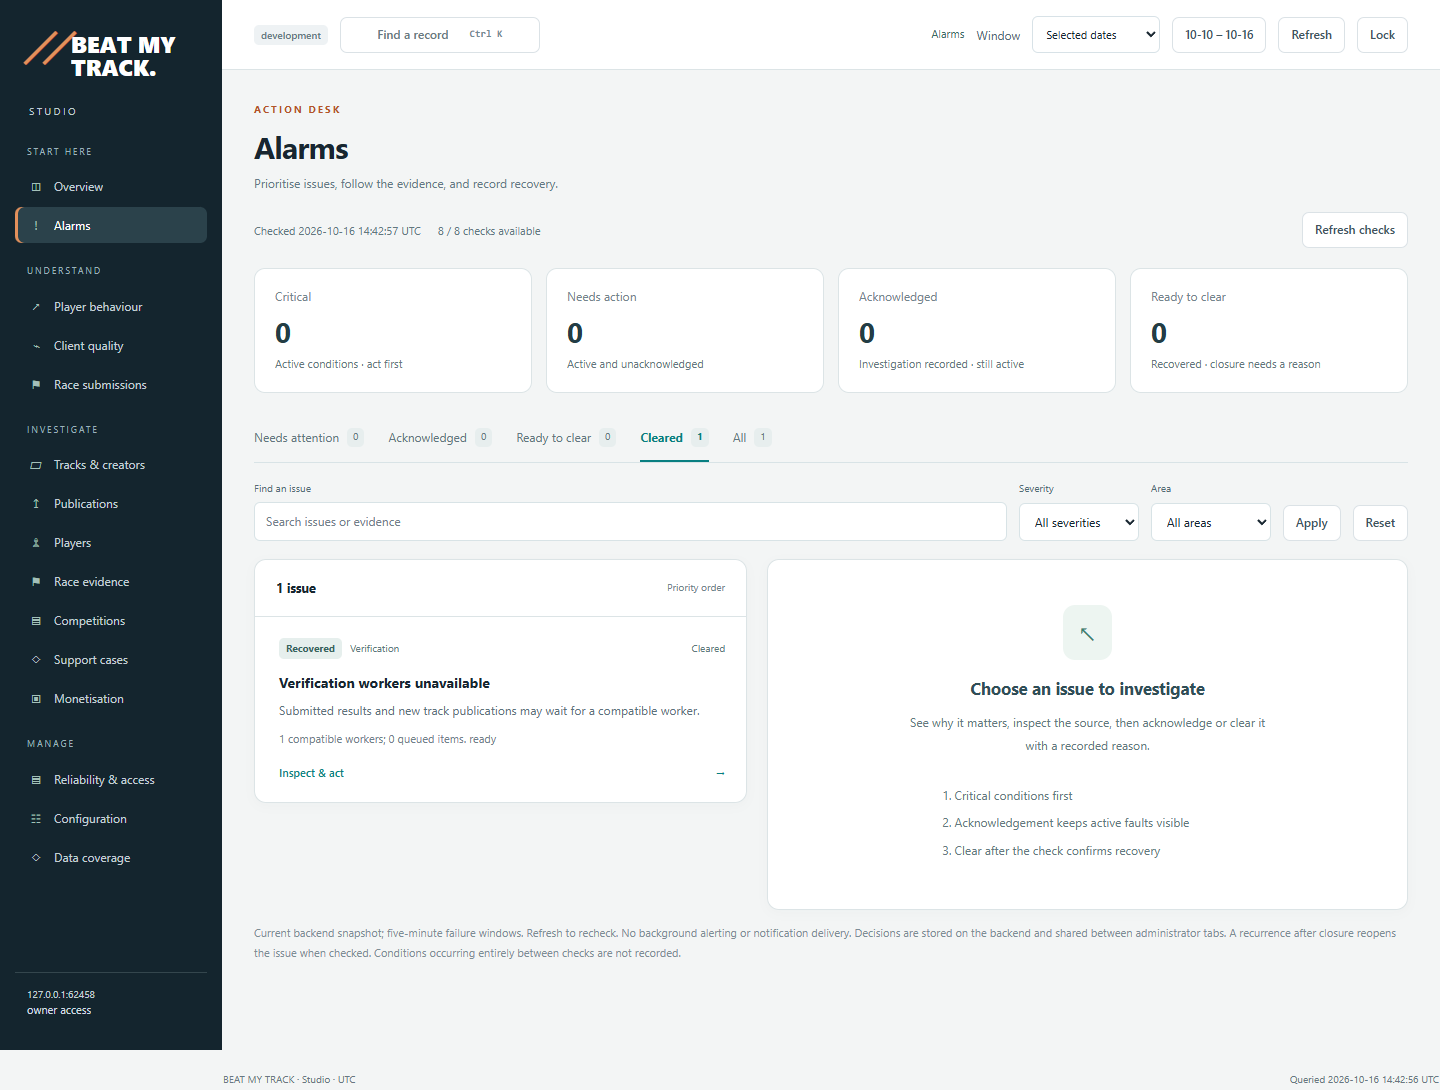 BEAT MY
TRACK.
STUDIO
START HERE
Overview
! Alarms
UNDERSTAND
Player behaviour
Client quality
Race submissions
INVESTIGATE
Tracks & creators
Publications
Players
Race evidence
Competitions
Support cases
Monetisation
MANAGE
Reliability & access
Configuration
Data coverage
127.0.0.1:62458
owner access
development
Find a record Ctrl K
Alarms Window Selected dates 10-10 – 10-16 Refresh Lock
ACTION DESK
Alarms
Prioritise issues, follow the evidence, and record recovery.
Checked 2026-10-16 14:42:57 UTC 8 / 8 checks available
Refresh checks
Critical
0
Active conditions · act first
Needs action
0
Active and unacknowledged
Acknowledged
0
Investigation recorded · still active
Ready to clear
0
Recovered · closure needs a reason
Needs attention 0 Acknowledged 0 Ready to clear 0 Cleared 1 All 1
Find an issue
Search issues or evidence
Severity
All severities
Area
All areas
Apply Reset
1 issue Priority order
Recovered Verification Cleared
Verification workers unavailable
Submitted results and new track publications may wait for a compatible worker.
1 compatible workers; 0 queued items. ready
Inspect & act →
↖
Choose an issue to investigate
See why it matters, inspect the source, then acknowledge or clear it
with a recorded reason.
1. Critical conditions first
2. Acknowledgement keeps active faults visible
3. Clear after the check confirms recovery
Current backend snapshot; five-minute failure windows. Refresh to recheck. No background alerting or notification delivery. Decisions are stored on the backend and shared between administrator tabs. A recurrence after closure reopens
the issue when checked. Conditions occurring entirely between checks are not recorded.
BEAT MY TRACK · Studio · UTC
Queried 2026-10-16 14:42:56 UTC